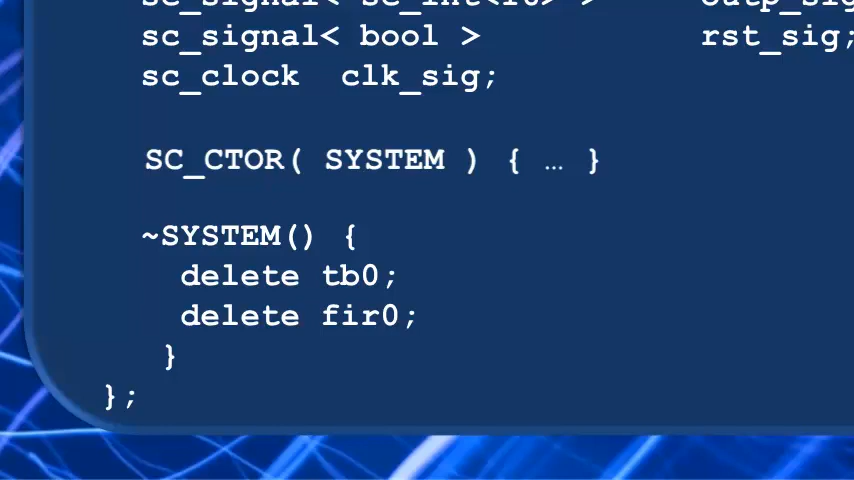 sc_signal< bool > rst_sig;
sc_clock clk_sig;
SC_CTOR( SYSTEM ) { … }
~SYSTEM() {
delete tb0;
delete fir0;
}
};